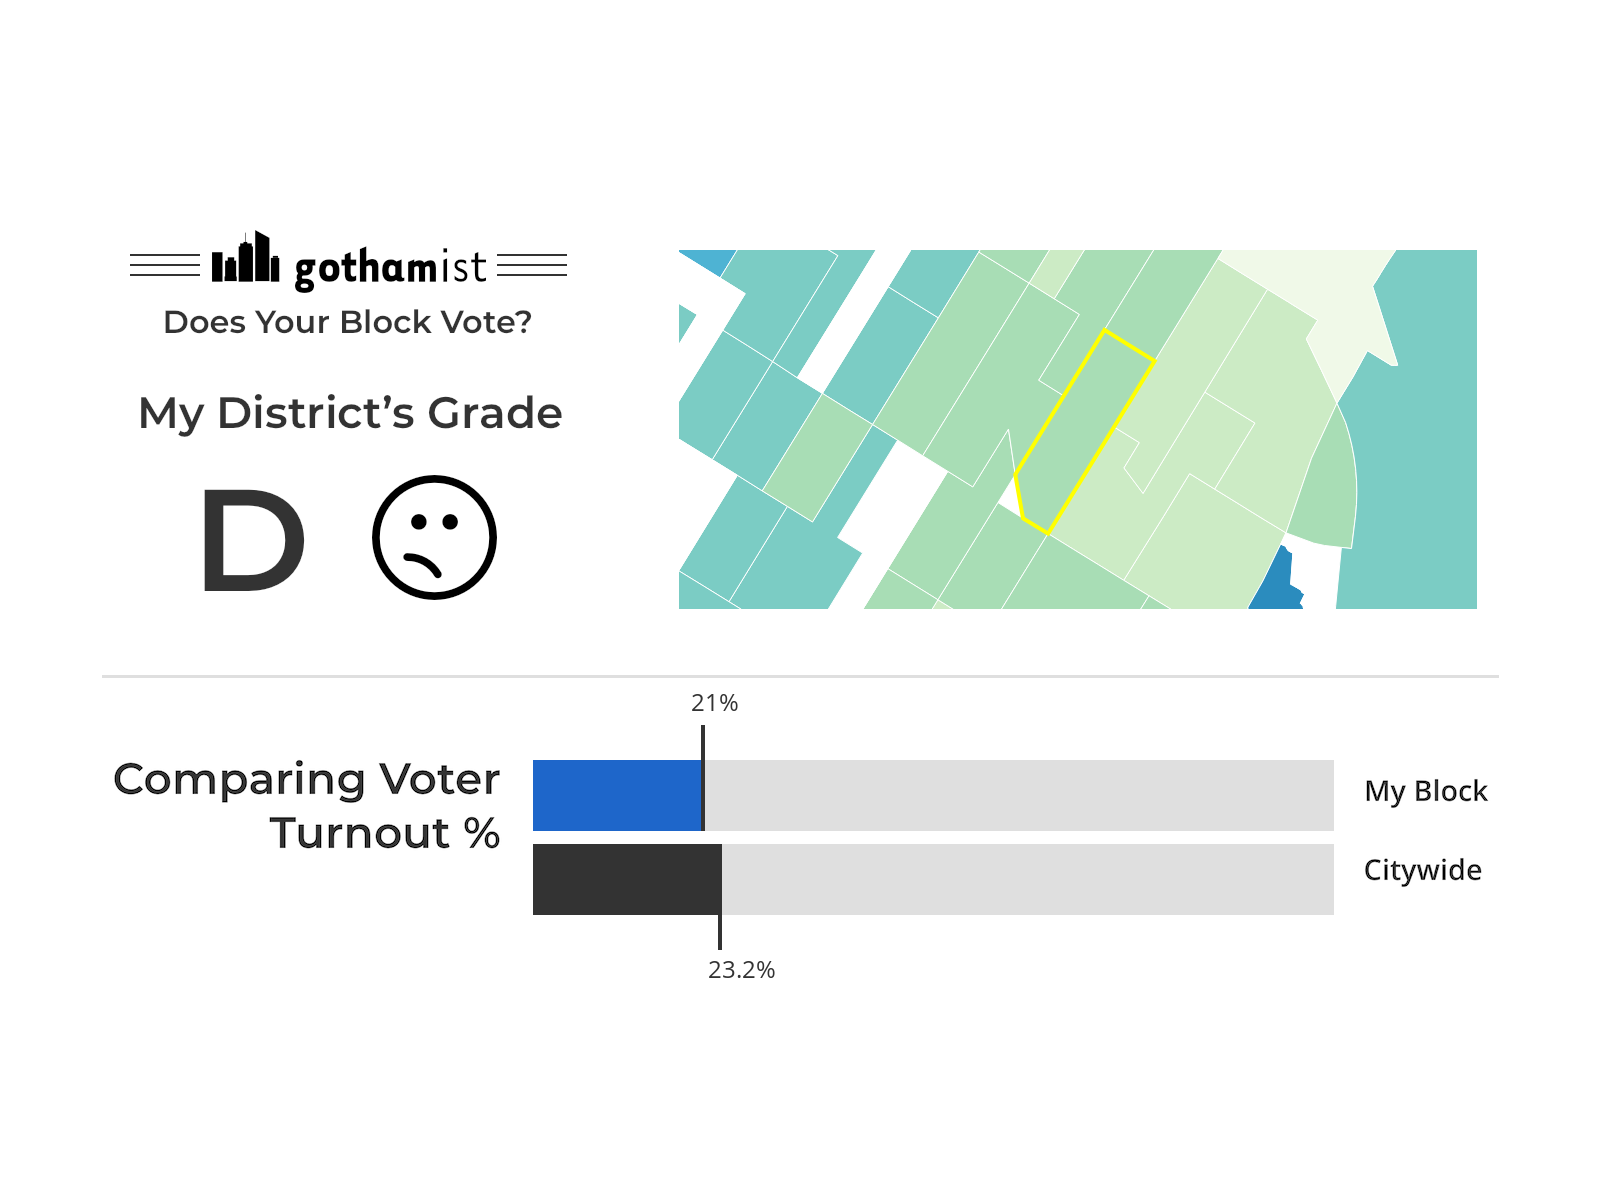 gothamist
Does Your Block Vote?
My District’s Grade
D
21%
Comparing Voter
Turnout %
My Block
Citywide
23.2%